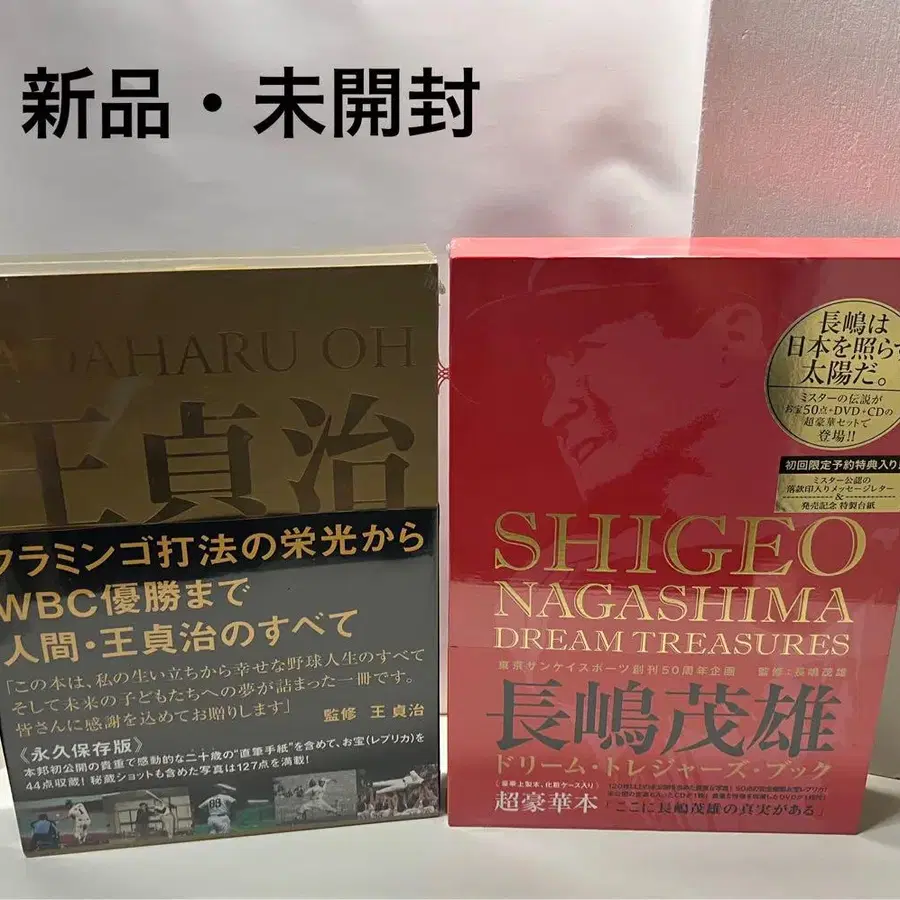 新品・未開封
ADAHARU OH
王貞治
フラミンゴ打法の栄光から
WBC優勝まで
人間・王貞治のすべて
「この本は、私の生い立ちから幸せな野球人生のすべて
そして未来の子どもたちへの夢が詰まった一冊です。
皆さんに感謝を込めてお贈りします」
監修 王 貞治
《永久保存版》
本邦初公開の貴重で感動的な二十歳の“直筆手紙”を含めて、お宝(レプリカ)を
44点収載! 秘蔵ショットも含めた写真は127点を満載!
長嶋は
日本を照らす
太陽だ。
ミスターの伝説が
お宝50点+DVD+CDの
超豪華セットで
登場!!
初回限定予約特典入り
ミスター公認の
落款印入りメッセージレター
&
発売記念 特製台紙
SHIGEO
NAGASHIMA
DREAM TREASURES
東京サンケイスポーツ創刊50周年企画 監修:長嶋茂雄
長嶋茂雄
ドリーム・トレジャーズ・ブック
(豪華上製本、化粧ケース入り)
超豪華本
「ここに長嶋茂雄の真実がある」